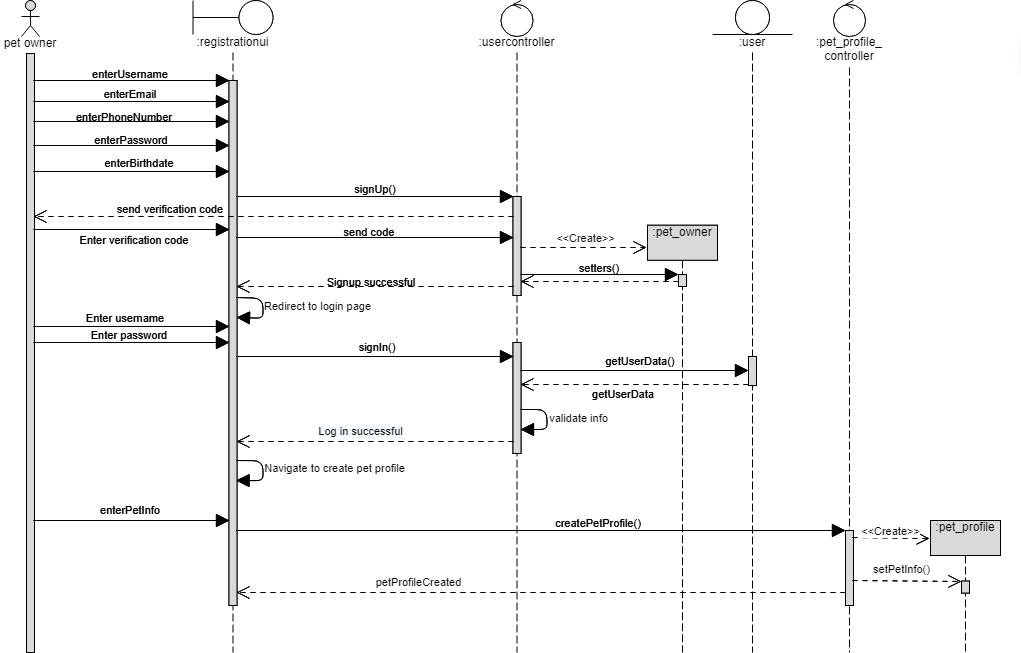 pet owner
:registrationui
:usercontroller
:user
:pet_profile_
controller
enterUsername
enterEmail
enterPhoneNumber
enterPassword
enterBirthdate
signUp()
send verification code
Enter verification code
send code
<<Create>>
:pet_owner
setters()
Signup successful
Redirect to login page
Enter username
Enter password
signIn()
getUserData()
getUserData
validate info
Log in successful
Navigate to create pet profile
enterPetInfo
createPetProfile()
<<Create>>
:pet_profile
setPetInfo()
petProfileCreated